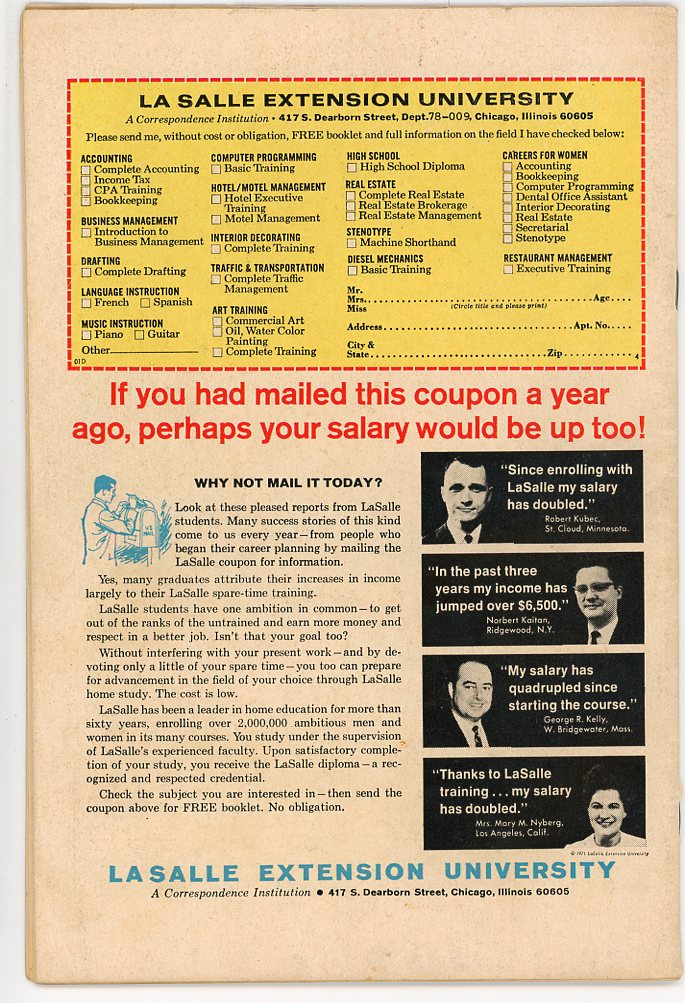 LA SALLE EXTENSION UNIVERSITY
A Correspondence Institution • 417 S. Dearborn Street, Dept. 78-009, Chicago, Illinois 60605
Please send me, without cost or obligation, FREE booklet and full information on the field I have checked below:
ACCOUNTING
Complete Accounting
Income Tax
CPA Training
Bookkeeping
BUSINESS MANAGEMENT
Introduction to
Business Management
DRAFTING
Complete Drafting
LANGUAGE INSTRUCTION
French Spanish
MUSIC INSTRUCTION
Piano Guitar
Other
01D
COMPUTER PROGRAMMING
Basic Training
HOTEL/MOTEL MANAGEMENT
Hotel Executive
Training
Motel Management
INTERIOR DECORATING
Complete Training
TRAFFIC & TRANSPORTATION
Complete Traffic
Management
ART TRAINING
Commercial Art
Oil, Water Color
Painting
Complete Training
HIGH SCHOOL
High School Diploma
REAL ESTATE
Complete Real Estate
Real Estate Brokerage
Real Estate Management
STENOTYPE
Machine Shorthand
DIESEL MECHANICS
Basic Training
CAREERS FOR WOMEN
Accounting
Bookkeeping
Computer Programming
Dental Office Assistant
Interior Decorating
Real Estate
Secretarial
Stenotype
RESTAURANT MANAGEMENT
Executive Training
Mr.
Mrs. Age
Miss (Circle title and please print)
Address Apt. No.
City &
State Zip 4
If you had mailed this coupon a year
ago, perhaps your salary would be up too!
WHY NOT MAIL IT TODAY?
U.S.
MAIL
Look at these pleased reports from LaSalle
students. Many success stories of this kind
come to us every year—from people who
began their career planning by mailing the
LaSalle coupon for information.
Yes, many graduates attribute their increases in income
largely to their LaSalle spare-time training.
LaSalle students have one ambition in common—to get
out of the ranks of the untrained and earn more money and
respect in a better job. Isn't that your goal too?
Without interfering with your present work—and by de-
voting only a little of your spare time—you too can prepare
for advancement in the field of your choice through LaSalle
home study. The cost is low.
LaSalle has been a leader in home education for more than
sixty years, enrolling over 2,000,000 ambitious men and
women in its many courses. You study under the supervision
of LaSalle's experienced faculty. Upon satisfactory comple-
tion of your study, you receive the LaSalle diploma—a rec-
ognized and respected credential.
Check the subject you are interested in—then send the
coupon above for FREE booklet. No obligation.
"Since enrolling with
LaSalle my salary
has doubled."
Robert Kubec,
St. Cloud, Minnesota.
"In the past three
years my income has
jumped over $6,500."
Norbert Kaitan,
Ridgewood, N.Y.
"My salary has
quadrupled since
starting the course."
George R. Kelly,
W. Bridgewater, Mass.
"Thanks to LaSalle
training . . . my salary
has doubled."
Mrs. Mary M. Nyberg,
Los Angeles, Calif.
© 1971 LaSalle Extension University
LASALLE EXTENSION UNIVERSITY
A Correspondence Institution • 417 S. Dearborn Street, Chicago, Illinois 60605